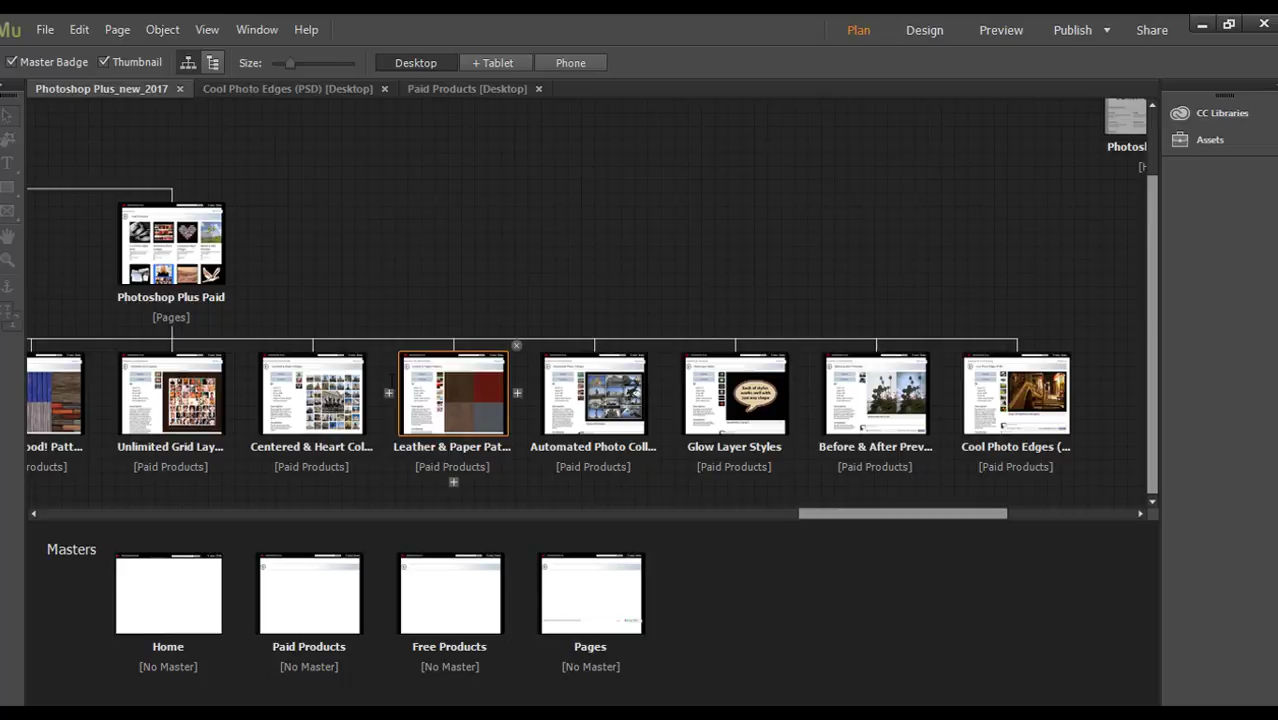 Mu File Edit Page Object View Window Help Plan Design Preview Publish Share
Master Badge Thumbnail Size: Desktop + Tablet Phone
Photoshop Plus_new_2017 Cool Photo Edges (PSD) [Desktop] Paid Products [Desktop]
CC Libraries
Assets
Photosh
Photoshop Plus Paid
[Pages]
ood! Patt... Unlimited Grid Lay... Centered & Heart Col... Leather & Paper Pat... Automated Photo Coll... Glow Layer Styles Before & After Prev... Cool Photo Edges (...
roducts] [Paid Products] [Paid Products] [Paid Products] [Paid Products] [Paid Products] [Paid Products] [Paid Products]
Masters
Home Paid Products Free Products Pages
[No Master] [No Master] [No Master] [No Master]